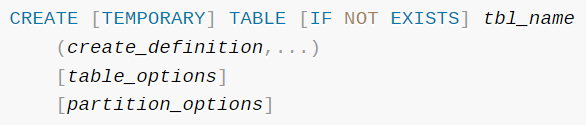 CREATE [TEMPORARY] TABLE [IF NOT EXISTS] tbl_name
    (create_definition,...)
    [table_options]
    [partition_options]